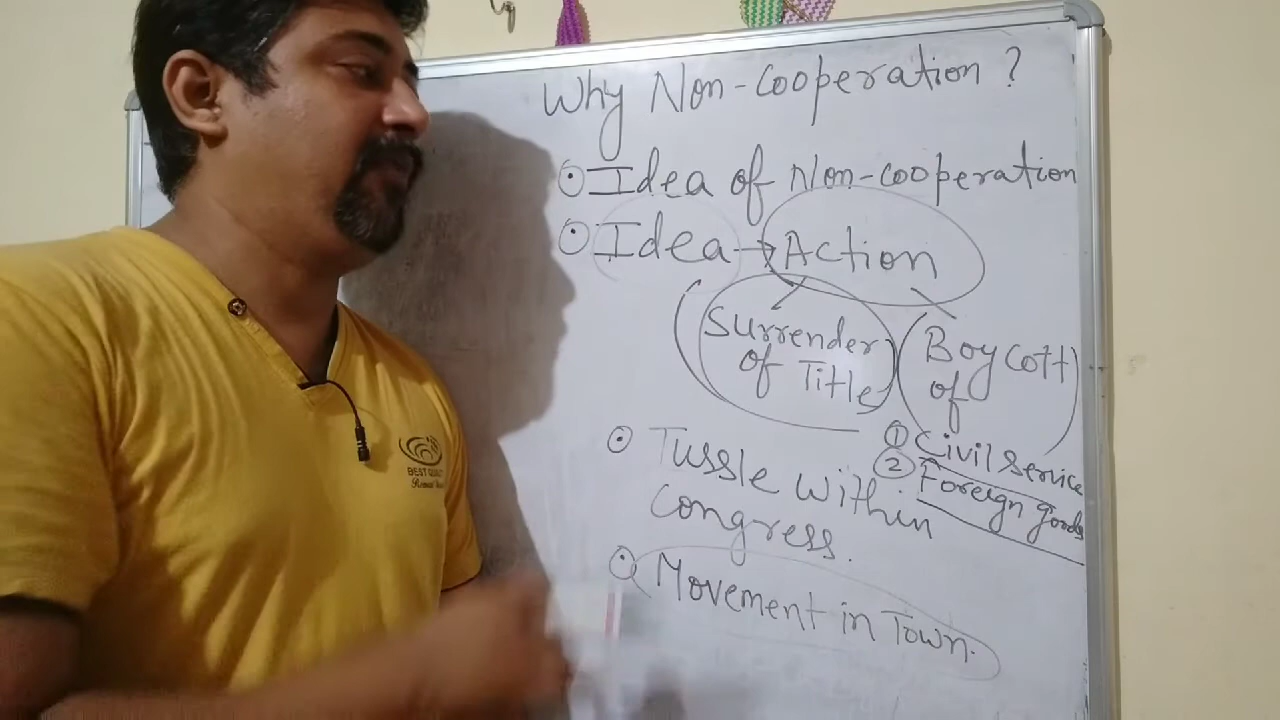 Why Non-cooperation ?
Idea of Non-cooperation
Idea → Action
Surrender
of Title
Boycott
of
① Civil Service
② Foreign goods
Tussle within
Congress.
Movement in Town.
BEST